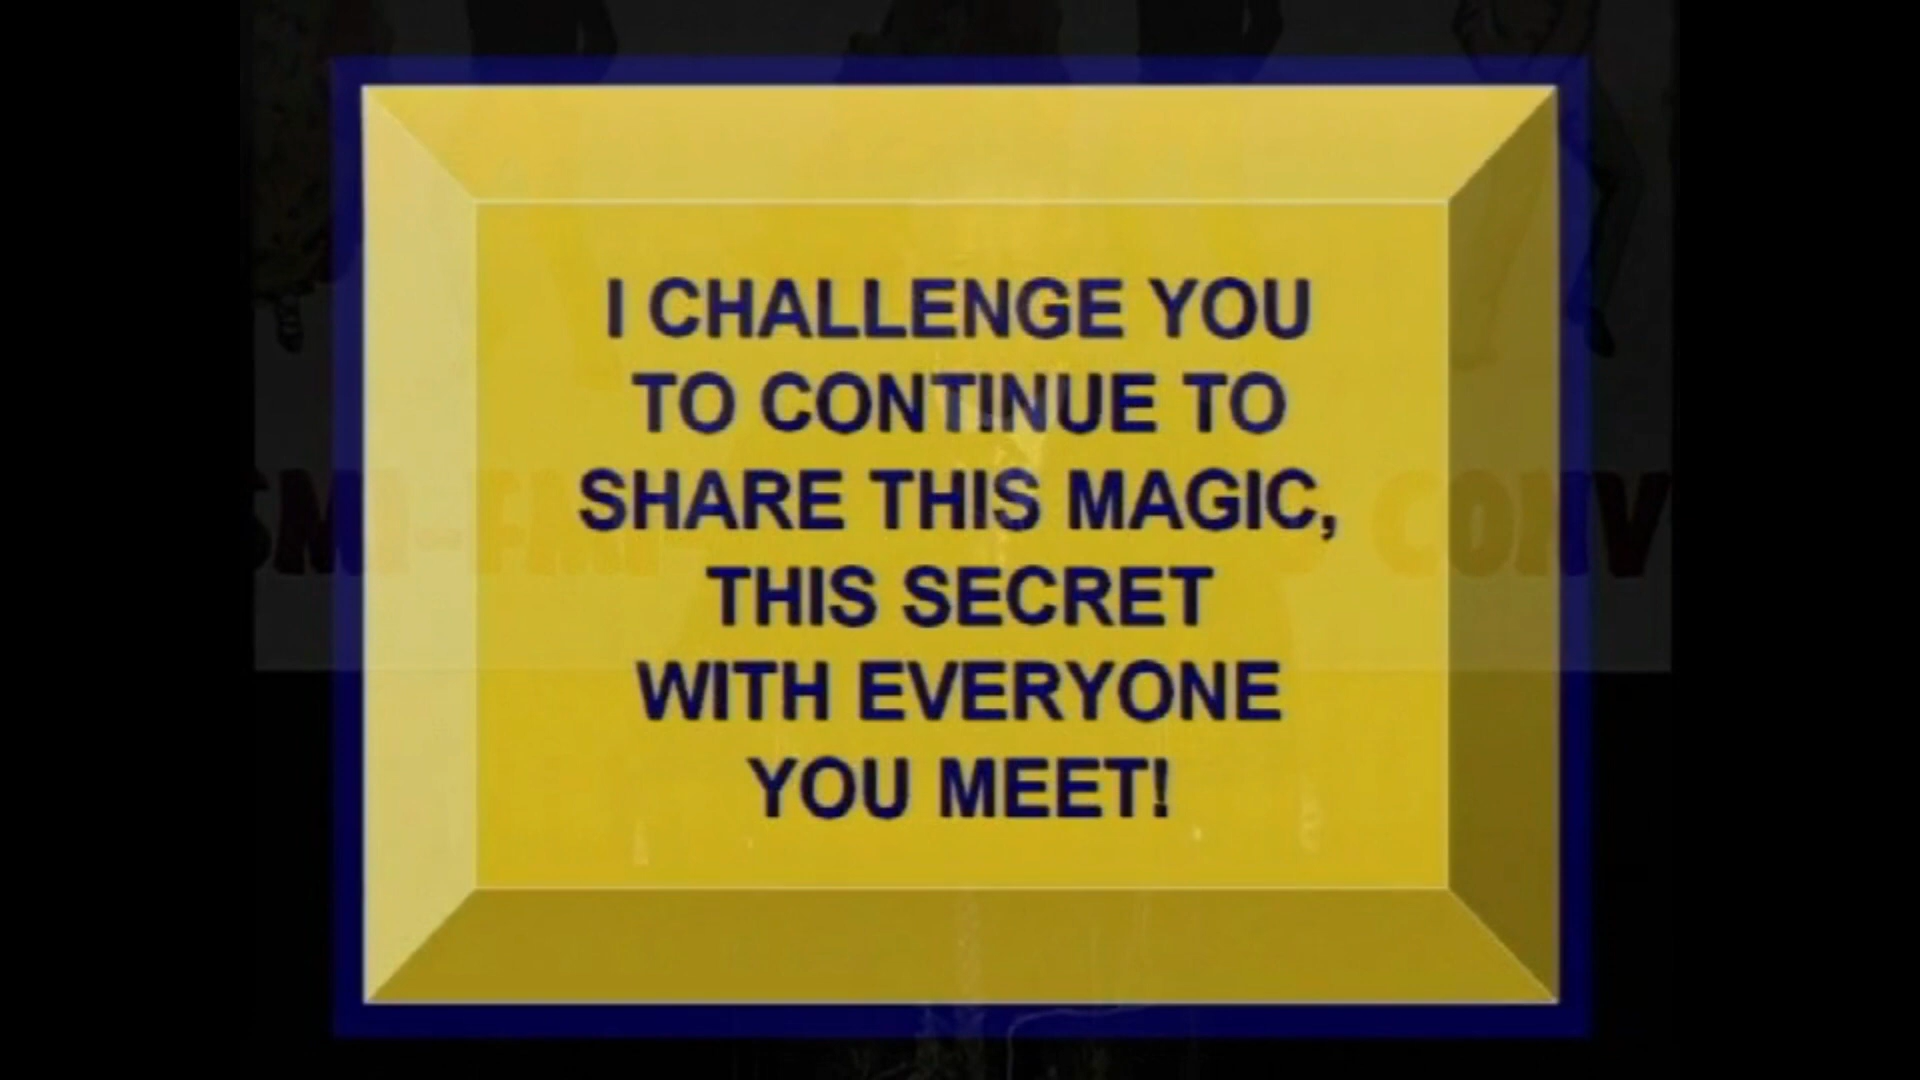 I CHALLENGE YOU
TO CONTINUE TO
SHARE THIS MAGIC,
THIS SECRET
WITH EVERYONE
YOU MEET!